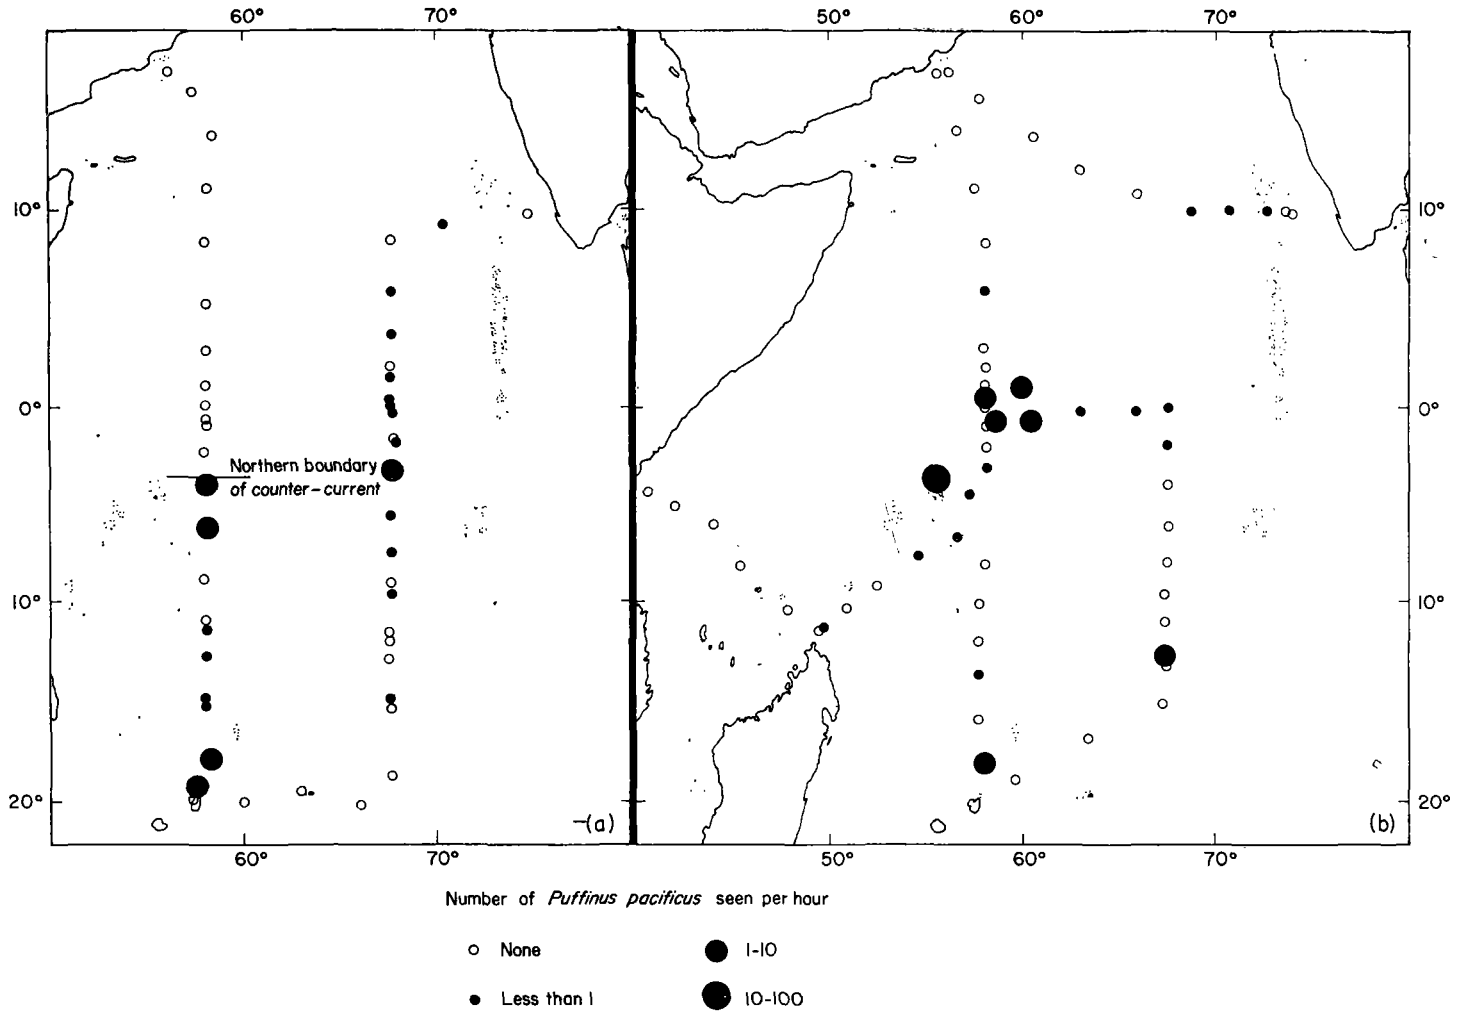 60° 70° 50° 60° 70°
10° 10°
0° 0°
Northern boundary
of counter-current
10° 10°
20° 20°
(a) (b)
60° 70° 50° 60° 70°
Number of Puffinus pacificus seen per hour
None 1-10
Less than 1 10-100